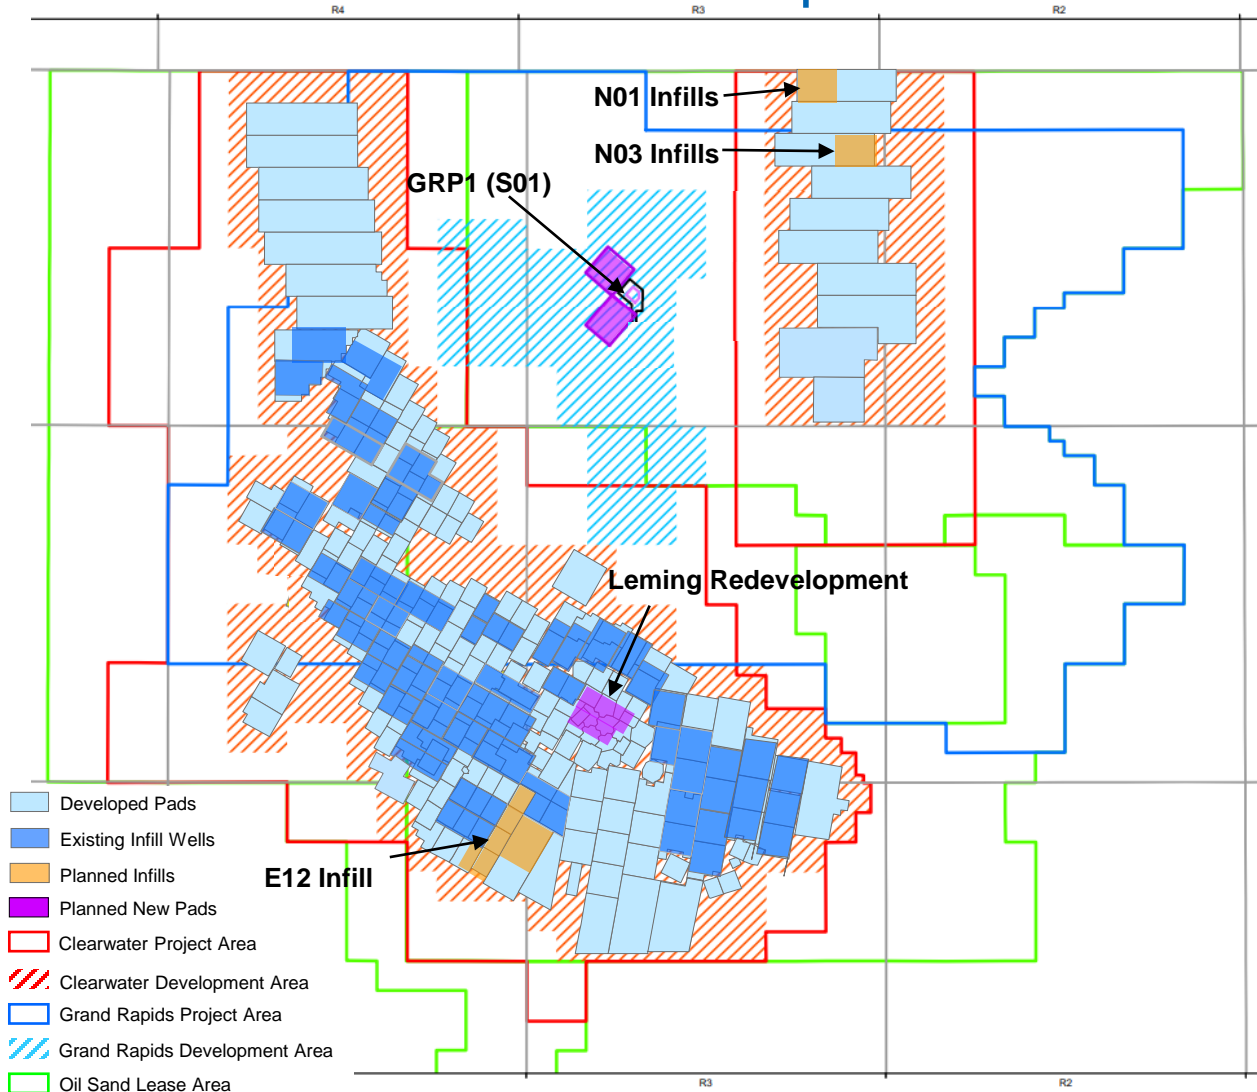 R4
R3
R2
N01 Infills
N03 Infills
GRP1 (S01)
Leming Redevelopment
E12 Infill
Developed Pads
Existing Infill Wells
Planned Infills
Planned New Pads
Clearwater Project Area
Clearwater Development Area
Grand Rapids Project Area
Grand Rapids Development Area
Oil Sand Lease Area
R3
R2